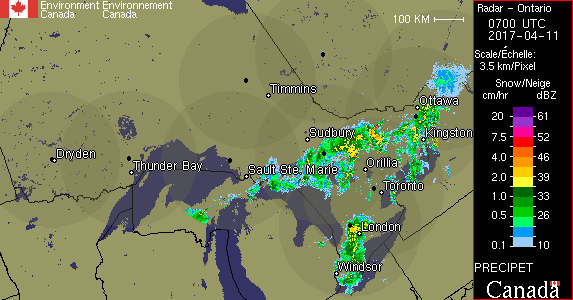 Environment Environnement
Canada Canada
100 KM
Timmins
Ottawa
Sudbury
Kingston
Dryden
Thunder Bay
Sault Ste. Marie
Orillia
Toronto
London
Windsor
Radar - Ontario
0700 UTC
2017-04-11
Scale/Échelle:
3.5 km/Pixel
Snow/Neige
cm/hr dBZ
20 61
7.5 52
4.0 46
2.0 39
1.0 33
0.5 26
0.1 10
PRECIPET
Canada